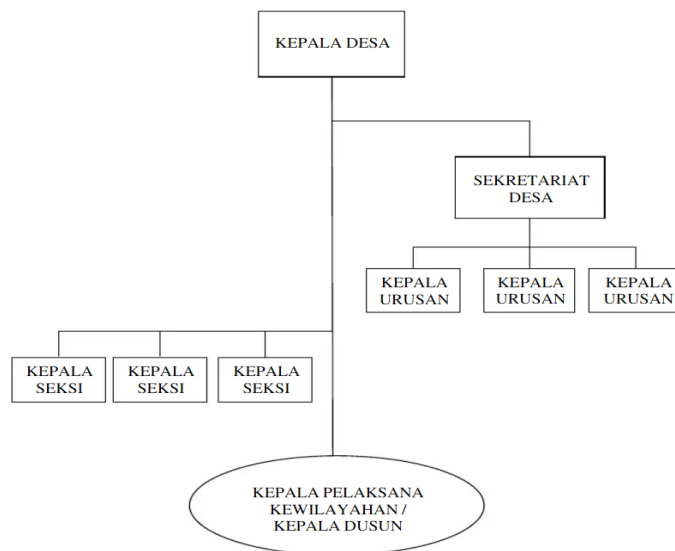 KEPALA DESA
SEKRETARIAT
DESA
KEPALA
URUSAN
KEPALA
URUSAN
KEPALA
URUSAN
KEPALA
SEKSI
KEPALA
SEKSI
KEPALA
SEKSI
KEPALA PELAKSANA
KEWILAYAHAN /
KEPALA DUSUN